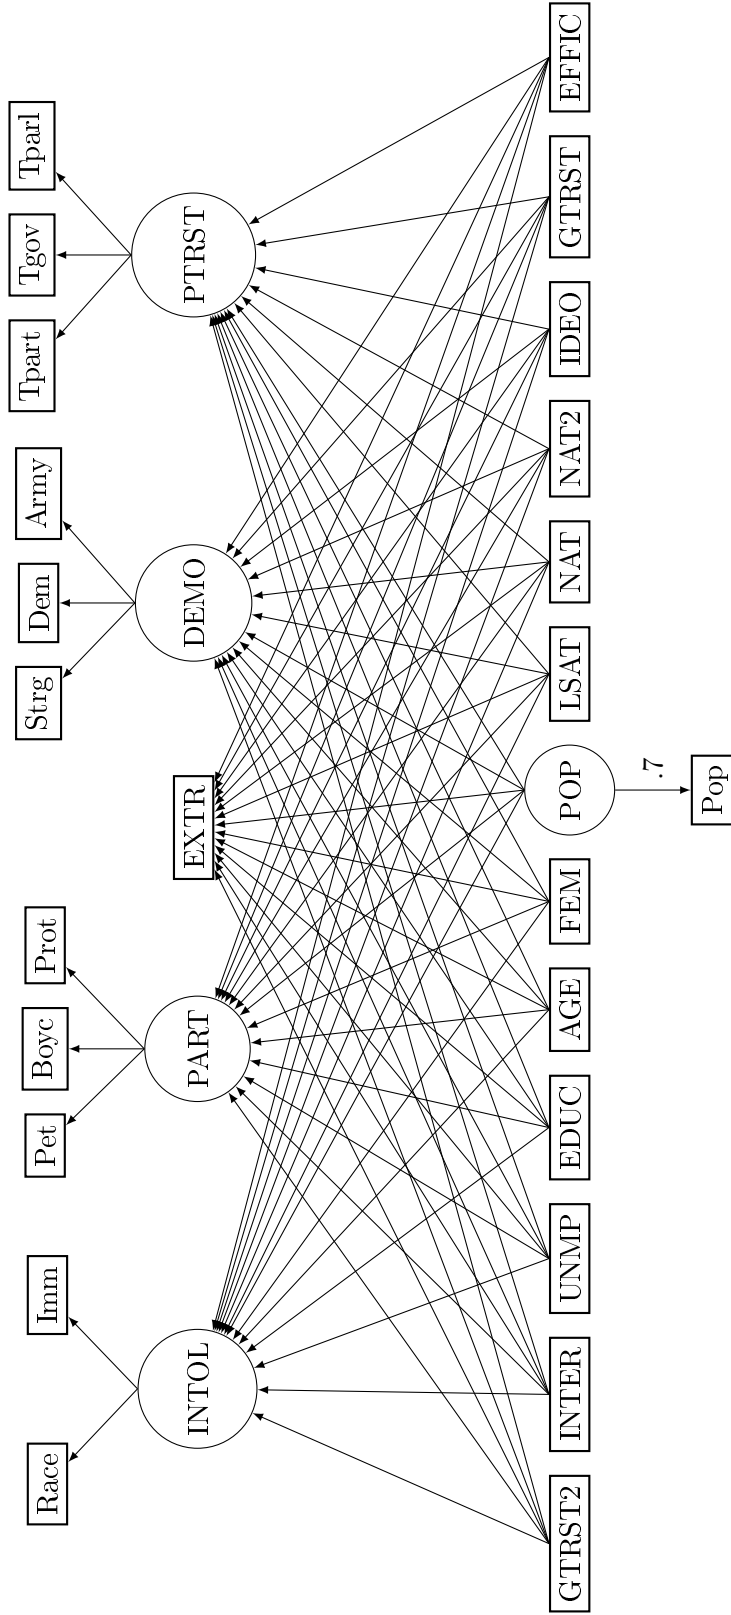 Race
Imm
Pet
Boyc
Prot
Strg
Dem
Army
Tpart
Tgov
Tparl
INTOL
PART
EXTR
DEMO
PTRST
GTRST2
INTER
UNMP
EDUC
AGE
FEM
POP
LSAT
NAT
NAT2
IDEO
GTRST
EFFIC
.7
Pop